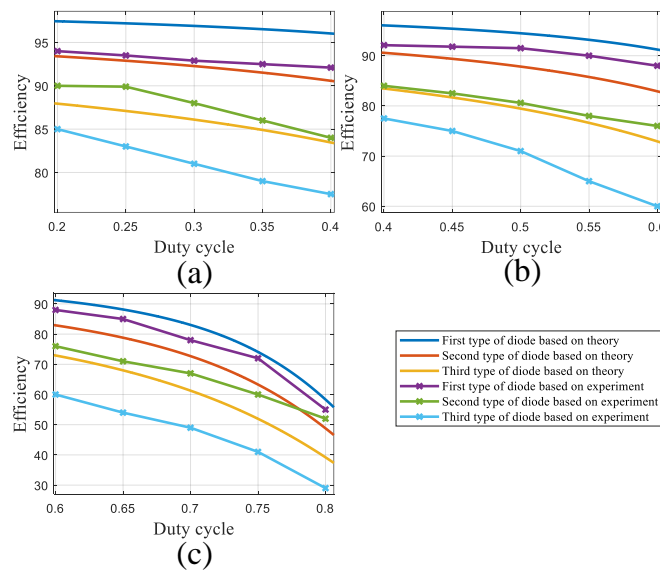 95
90
85
80
Efficiency
0.2 0.25 0.3 0.35 0.4
Duty cycle
(a)
90
80
70
60
Efficiency
0.4 0.45 0.5 0.55 0.6
Duty cycle
(b)
90
80
70
60
50
40
30
Efficiency
0.6 0.65 0.7 0.75 0.8
Duty cycle
(c)
First type of diode based on theory
Second type of diode based on theory
Third type of diode based on theory
First type of diode based on experiment
Second type of diode based on experiment
Third type of diode based on experiment